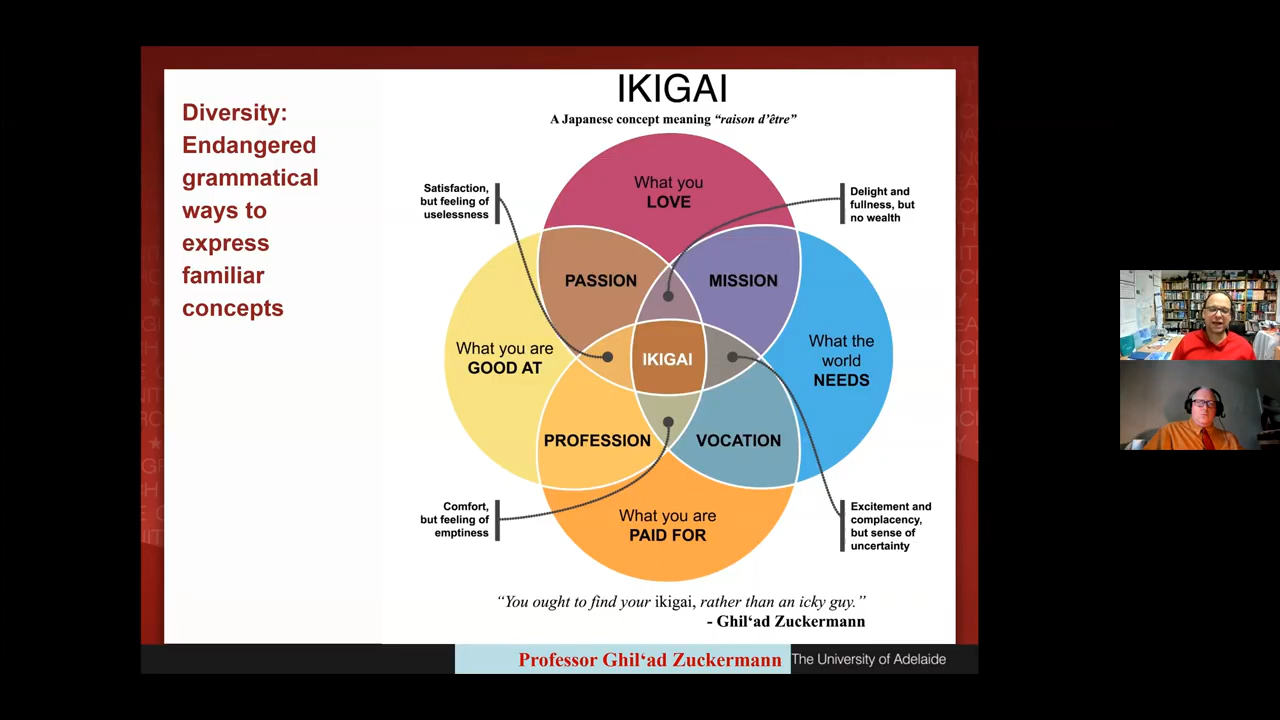 Diversity:
Endangered
grammatical
ways to
express
familiar
concepts
IKIGAI
A Japanese concept meaning “raison d’être”
What you
LOVE
Satisfaction,
but feeling of
uselessness
Delight and
fullness, but
no wealth
PASSION
MISSION
What you are
GOOD AT
IKIGAI
What the
world
NEEDS
PROFESSION
VOCATION
What you are
PAID FOR
Comfort,
but feeling of
emptiness
Excitement and
complacency,
but sense of
uncertainty
“You ought to find your ikigai, rather than an icky guy.”
- Ghil‘ad Zuckermann
Professor Ghil‘ad Zuckermann
The University of Adelaide